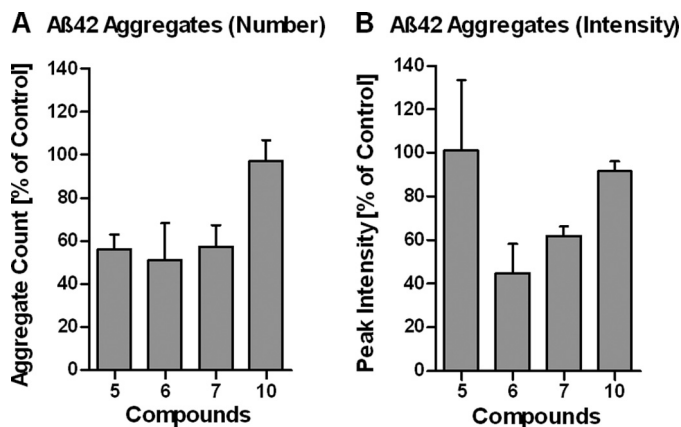 A Aß42 Aggregates (Number)
Aggregate Count [% of Control]
140
120
100
80
60
40
20
0
5 6 7 10
Compounds
B Aß42 Aggregates (Intensity)
Peak Intensity [% of Control]
140
120
100
80
60
40
20
0
5 6 7 10
Compounds